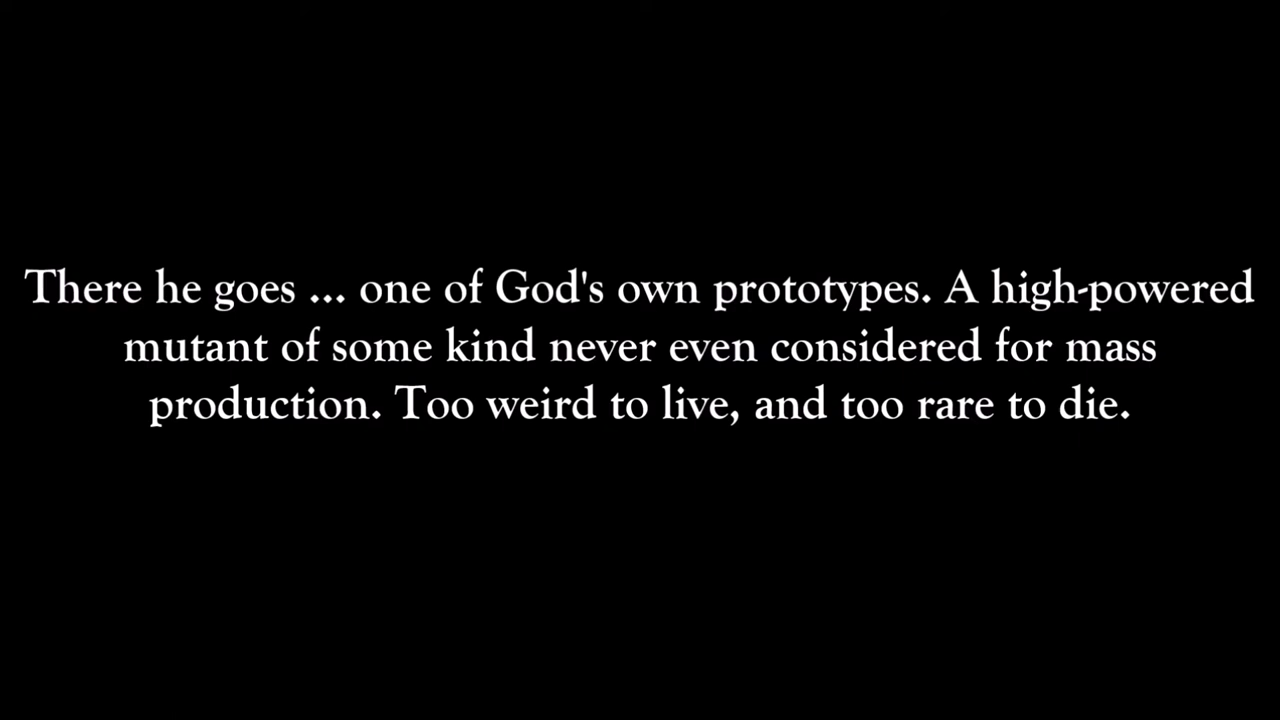 There he goes ... one of God's own prototypes. A high-powered
mutant of some kind never even considered for mass
production. Too weird to live, and too rare to die.